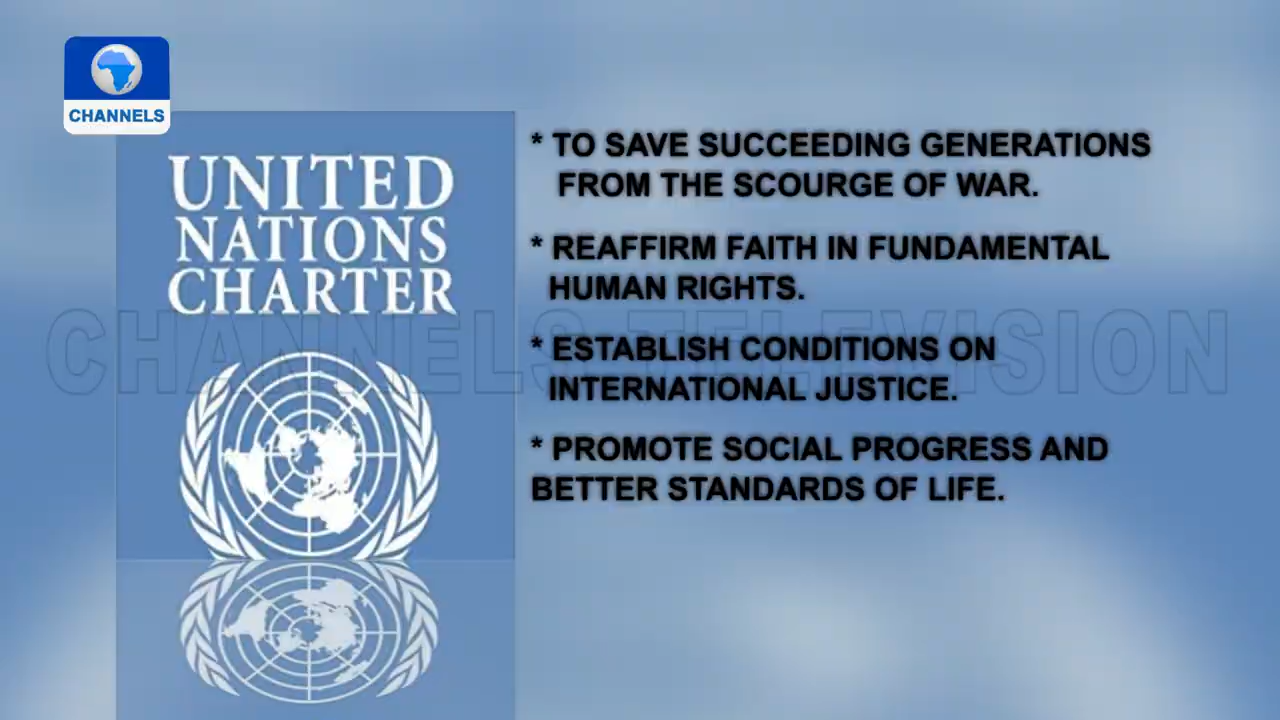 CHANNELS
UNITED
NATIONS
CHARTER
* TO SAVE SUCCEEDING GENERATIONS
FROM THE SCOURGE OF WAR.
* REAFFIRM FAITH IN FUNDAMENTAL
HUMAN RIGHTS.
CHANNELS TELEVISION
* ESTABLISH CONDITIONS ON
INTERNATIONAL JUSTICE.
* PROMOTE SOCIAL PROGRESS AND
BETTER STANDARDS OF LIFE.